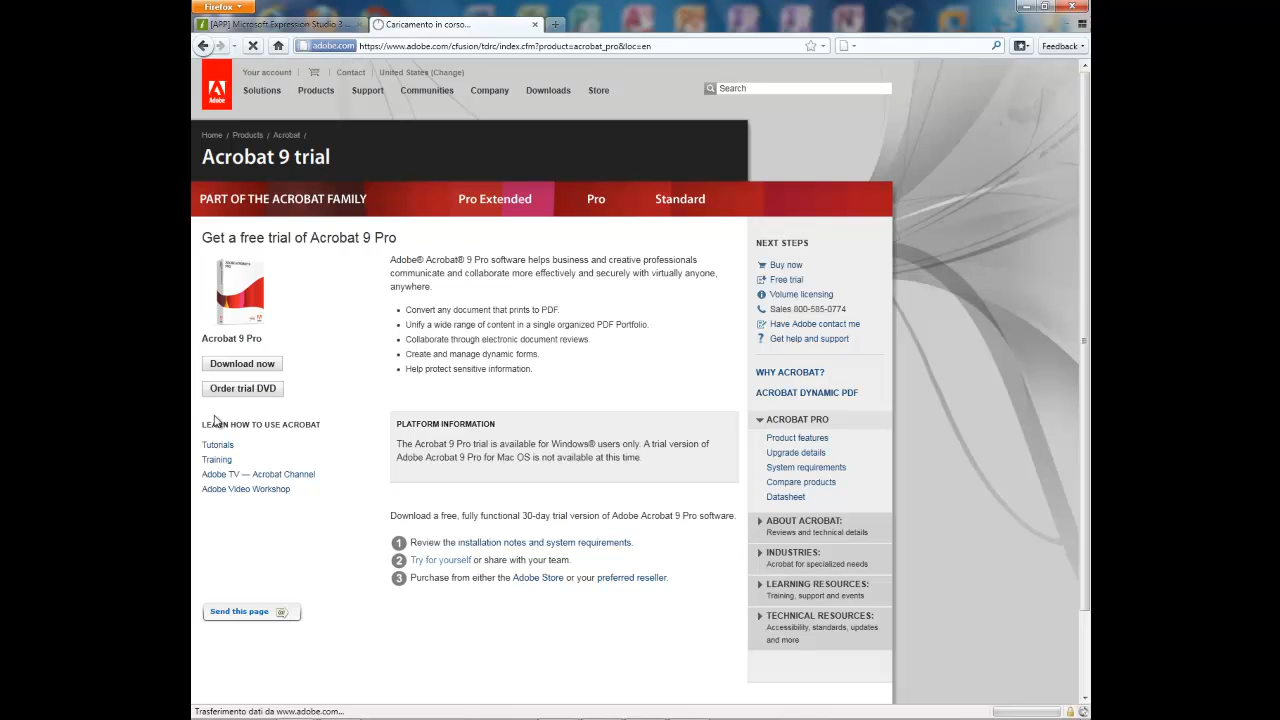 Firefox
[APP] Microsoft Expression Studio 3 ...
Caricamento in corso...
adobe.com
https://www.adobe.com/cfusion/tdrc/index.cfm?product=acrobat_pro&loc=en
Feedback
Your account
Contact
United States (Change)
Adobe
Solutions
Products
Support
Communities
Company
Downloads
Store
Search
Home / Products / Acrobat /
Acrobat 9 trial
PART OF THE ACROBAT FAMILY
Pro Extended
Pro
Standard
Get a free trial of Acrobat 9 Pro
Acrobat 9 Pro
Download now
Order trial DVD
LEARN HOW TO USE ACROBAT
Tutorials
Training
Adobe TV — Acrobat Channel
Adobe Video Workshop
Send this page
Adobe® Acrobat® 9 Pro software helps business and creative professionals
communicate and collaborate more effectively and securely with virtually anyone,
anywhere.
• Convert any document that prints to PDF.
• Unify a wide range of content in a single organized PDF Portfolio.
• Collaborate through electronic document reviews.
• Create and manage dynamic forms.
• Help protect sensitive information.
PLATFORM INFORMATION
The Acrobat 9 Pro trial is available for Windows® users only. A trial version of
Adobe Acrobat 9 Pro for Mac OS is not available at this time.
Download a free, fully functional 30-day trial version of Adobe Acrobat 9 Pro software.
1 Review the installation notes and system requirements.
2 Try for yourself or share with your team.
3 Purchase from either the Adobe Store or your preferred reseller.
NEXT STEPS
Buy now
Free trial
Volume licensing
Sales 800-585-0774
Have Adobe contact me
Get help and support
WHY ACROBAT?
ACROBAT DYNAMIC PDF
ACROBAT PRO
Product features
Upgrade details
System requirements
Compare products
Datasheet
ABOUT ACROBAT:
Reviews and technical details
INDUSTRIES:
Acrobat for specialized needs
LEARNING RESOURCES:
Training, support and events
TECHNICAL RESOURCES:
Accessibility, standards, updates
and more
Trasferimento dati da www.adobe.com...